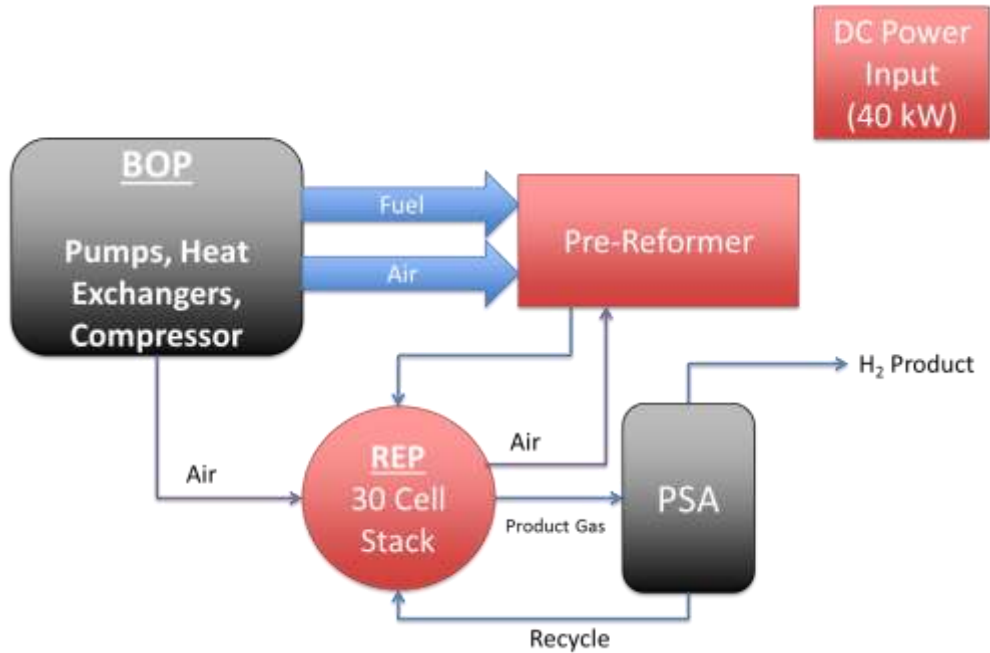 DC Power
Input
(40 kW)
BOP
Pumps, Heat
Exchangers,
Compressor
Fuel
Air
Pre-Reformer
H₂ Product
Air
REP
30 Cell
Stack
Air
Product Gas
PSA
Recycle